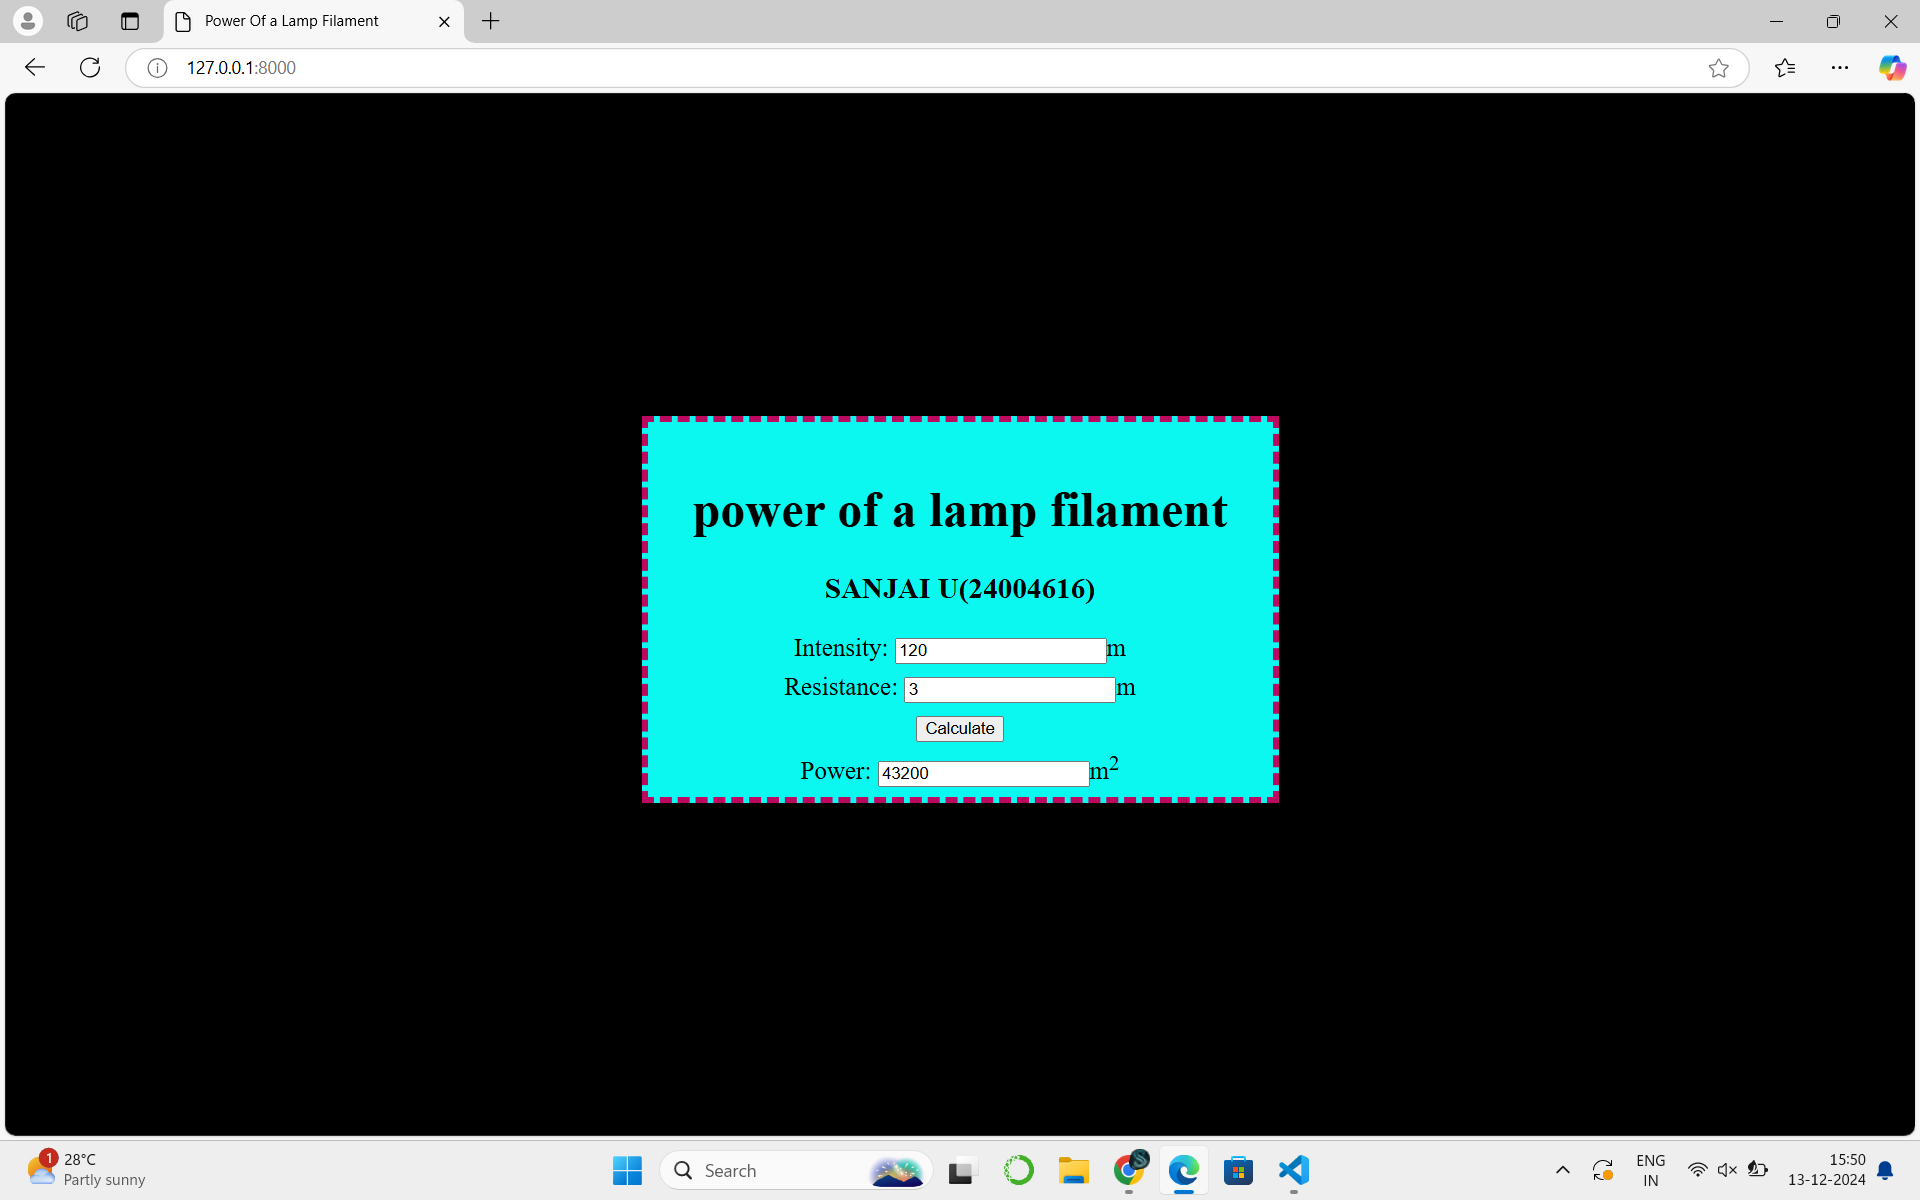 Power Of a Lamp Filament
127.0.0.1:8000
power of a lamp filament
SANJAI U(24004616)
Intensity: 120 m
Resistance: 3 m
Calculate
Power: 43200 m²
1
28°C
Partly sunny
Search
ENG
IN
15:50
13-12-2024